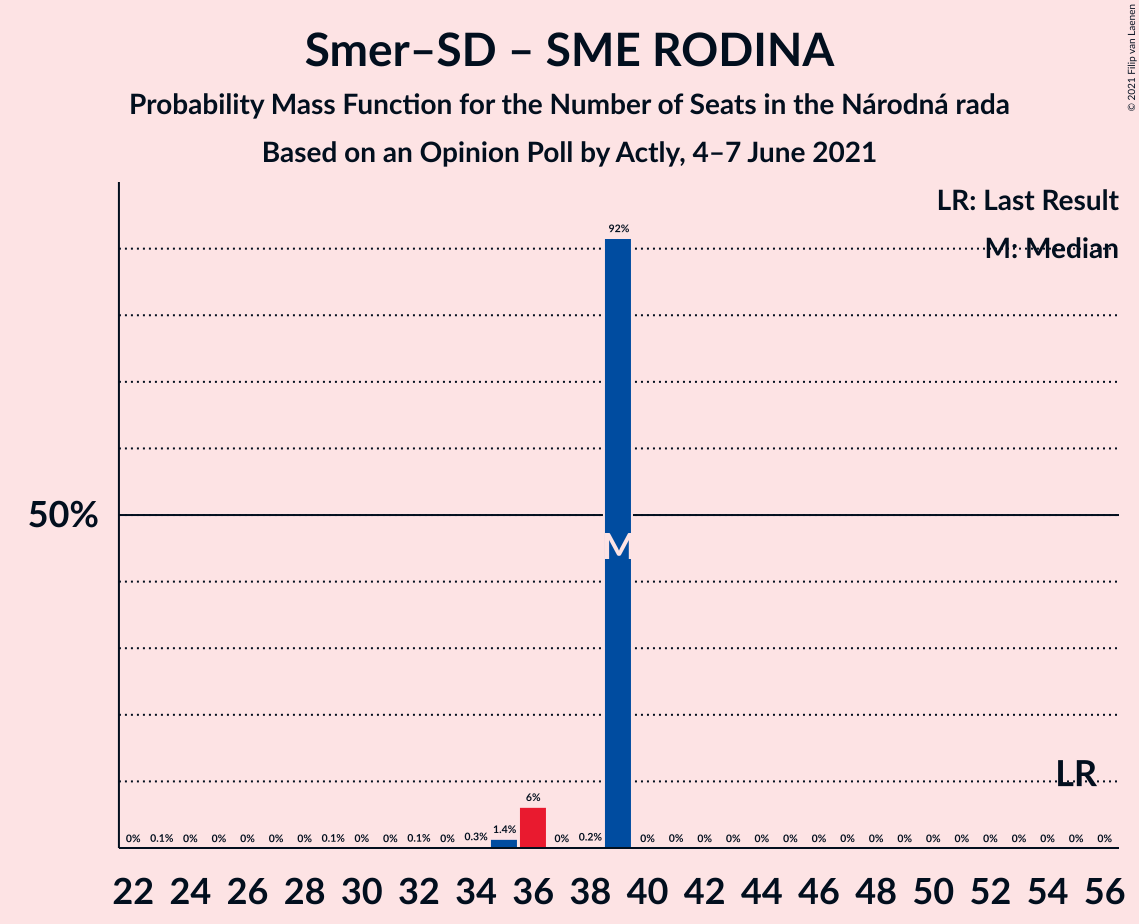 Smer–SD – SME RODINA
Probability Mass Function for the Number of Seats in the Národná rada
Based on an Opinion Poll by Actly, 4–7 June 2021
© 2021 Filip van Laenen
LR: Last Result
M: Median
92%
50%
M
LR
6%
0% 0.1% 0% 0% 0% 0% 0% 0.1% 0% 0% 0.1% 0% 0.3% 1.4% 0% 0.2% 0% 0% 0% 0% 0% 0% 0% 0% 0% 0% 0% 0% 0% 0% 0% 0% 0%
22 24 26 28 30 32 34 36 38 40 42 44 46 48 50 52 54 56